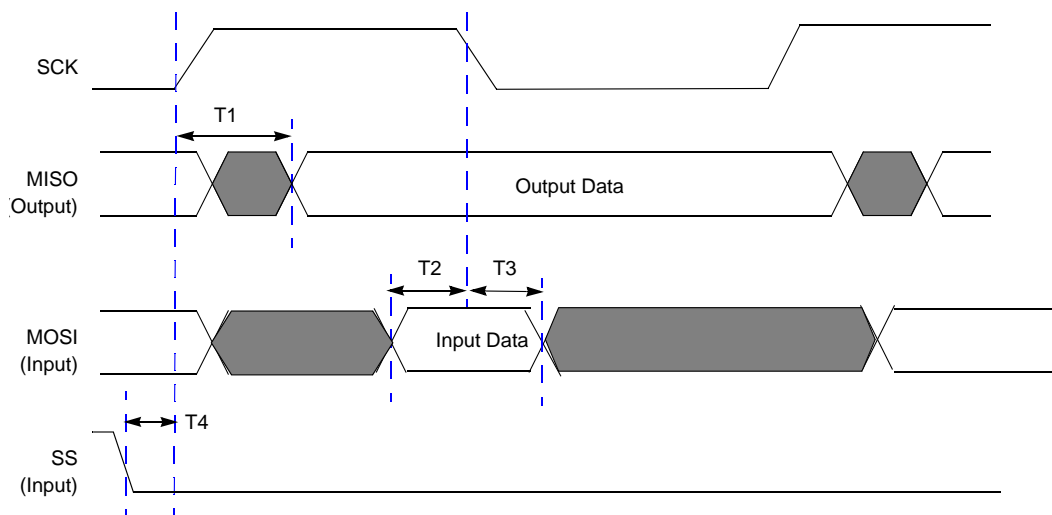 SCK
T1
MISO
(Output)
Output Data
T2
T3
MOSI
(Input)
Input Data
T4
SS
(Input)